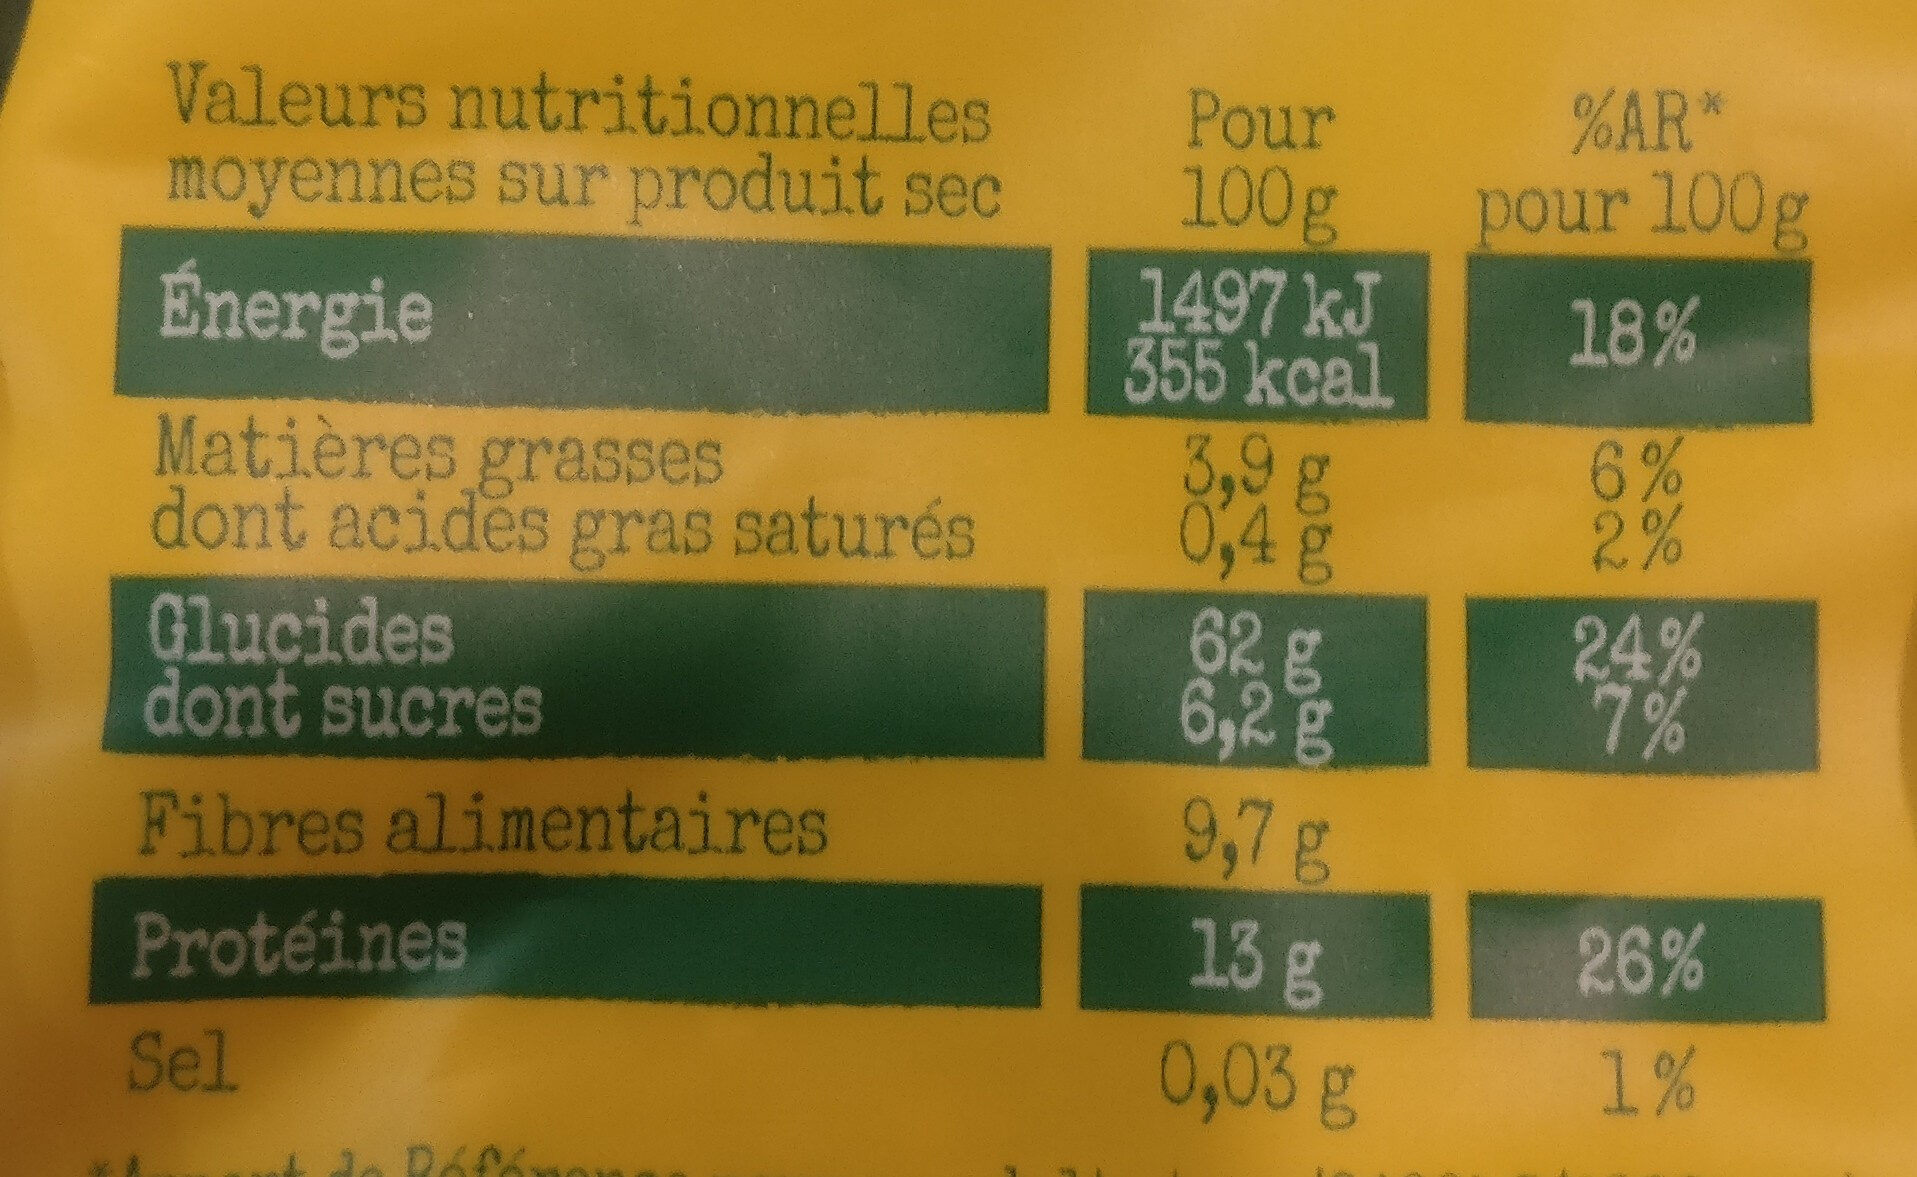 Valeurs nutritionnelles moyennes sur produit sec Pour 100g %AR* pour 100g
Énergie 1497 kJ 355 kcal 18%
Matières grasses 3,9 g 6%
dont acides gras saturés 0,4 g 2%
Glucides 62 g 24%
dont sucres 6,2 g 7%
Fibres alimentaires 9,7 g
Protéines 13 g 26%
Sel 0,03 g 1%